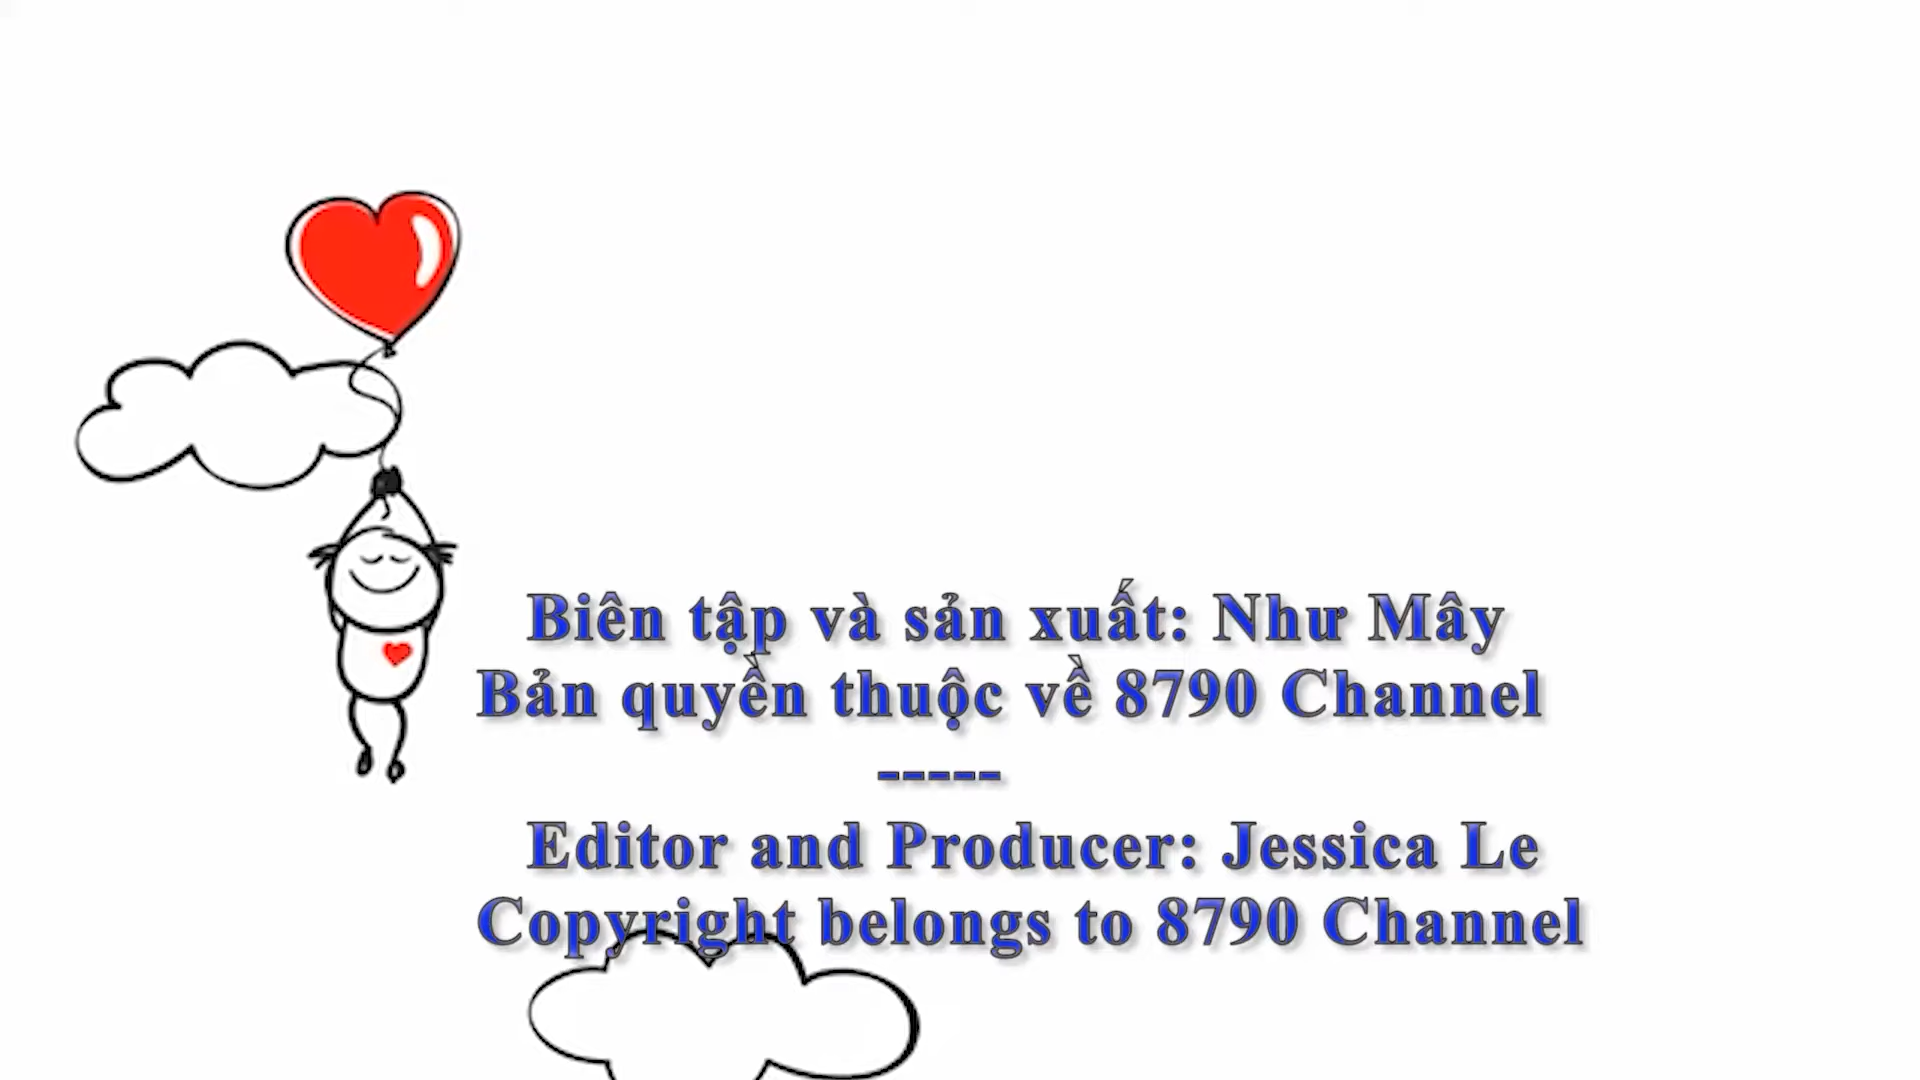 Biên tập và sản xuất: Như Mây
Bản quyền thuộc về 8790 Channel
-----
Editor and Producer: Jessica Le
Copyright belongs to 8790 Channel